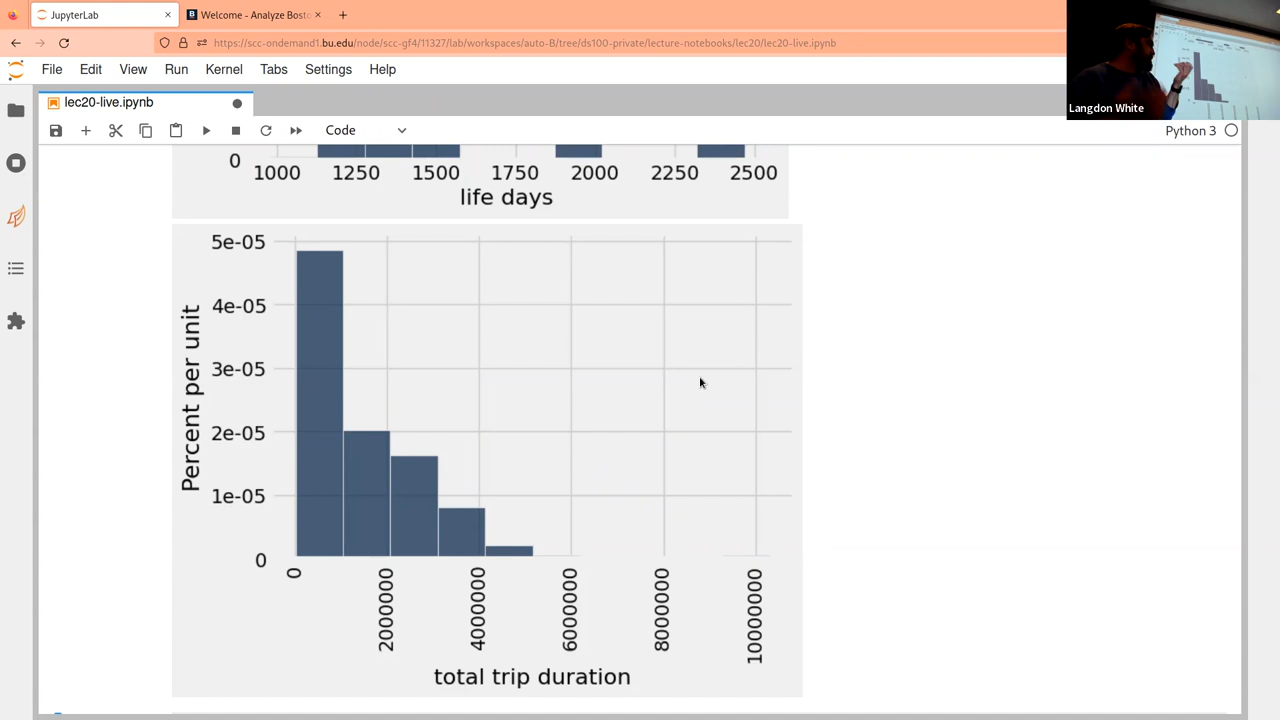 JupyterLab
Welcome - Analyze Bost
https://scc-ondemand1.bu.edu/node/scc-gf4/11327/lab/workspaces/auto-B/tree/ds100-private/lecture-notebooks/lec20/lec20-live.ipynb
File Edit View Run Kernel Tabs Settings Help
Langdon White
lec20-live.ipynb
Code
Python 3
0
1000 1250 1500 1750 2000 2250 2500
life days
5e-05
4e-05
3e-05
2e-05
1e-05
0
Percent per unit
0 2000000 4000000 6000000 8000000 10000000
total trip duration